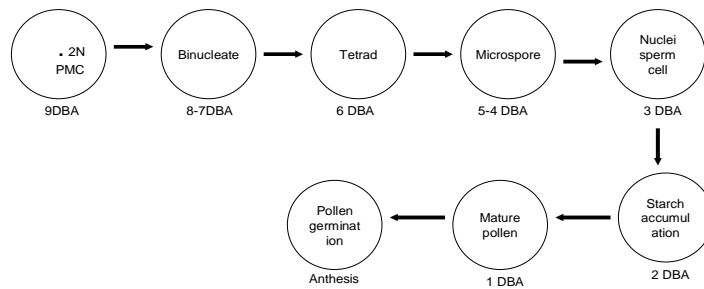 . 2N
PMC
9DBA
Binucleate
8-7DBA
Tetrad
6 DBA
Microspore
5-4 DBA
Nuclei
sperm
cell
3 DBA
Starch
accumul
ation
2 DBA
Mature
pollen
1 DBA
Pollen
germinat
ion
Anthesis